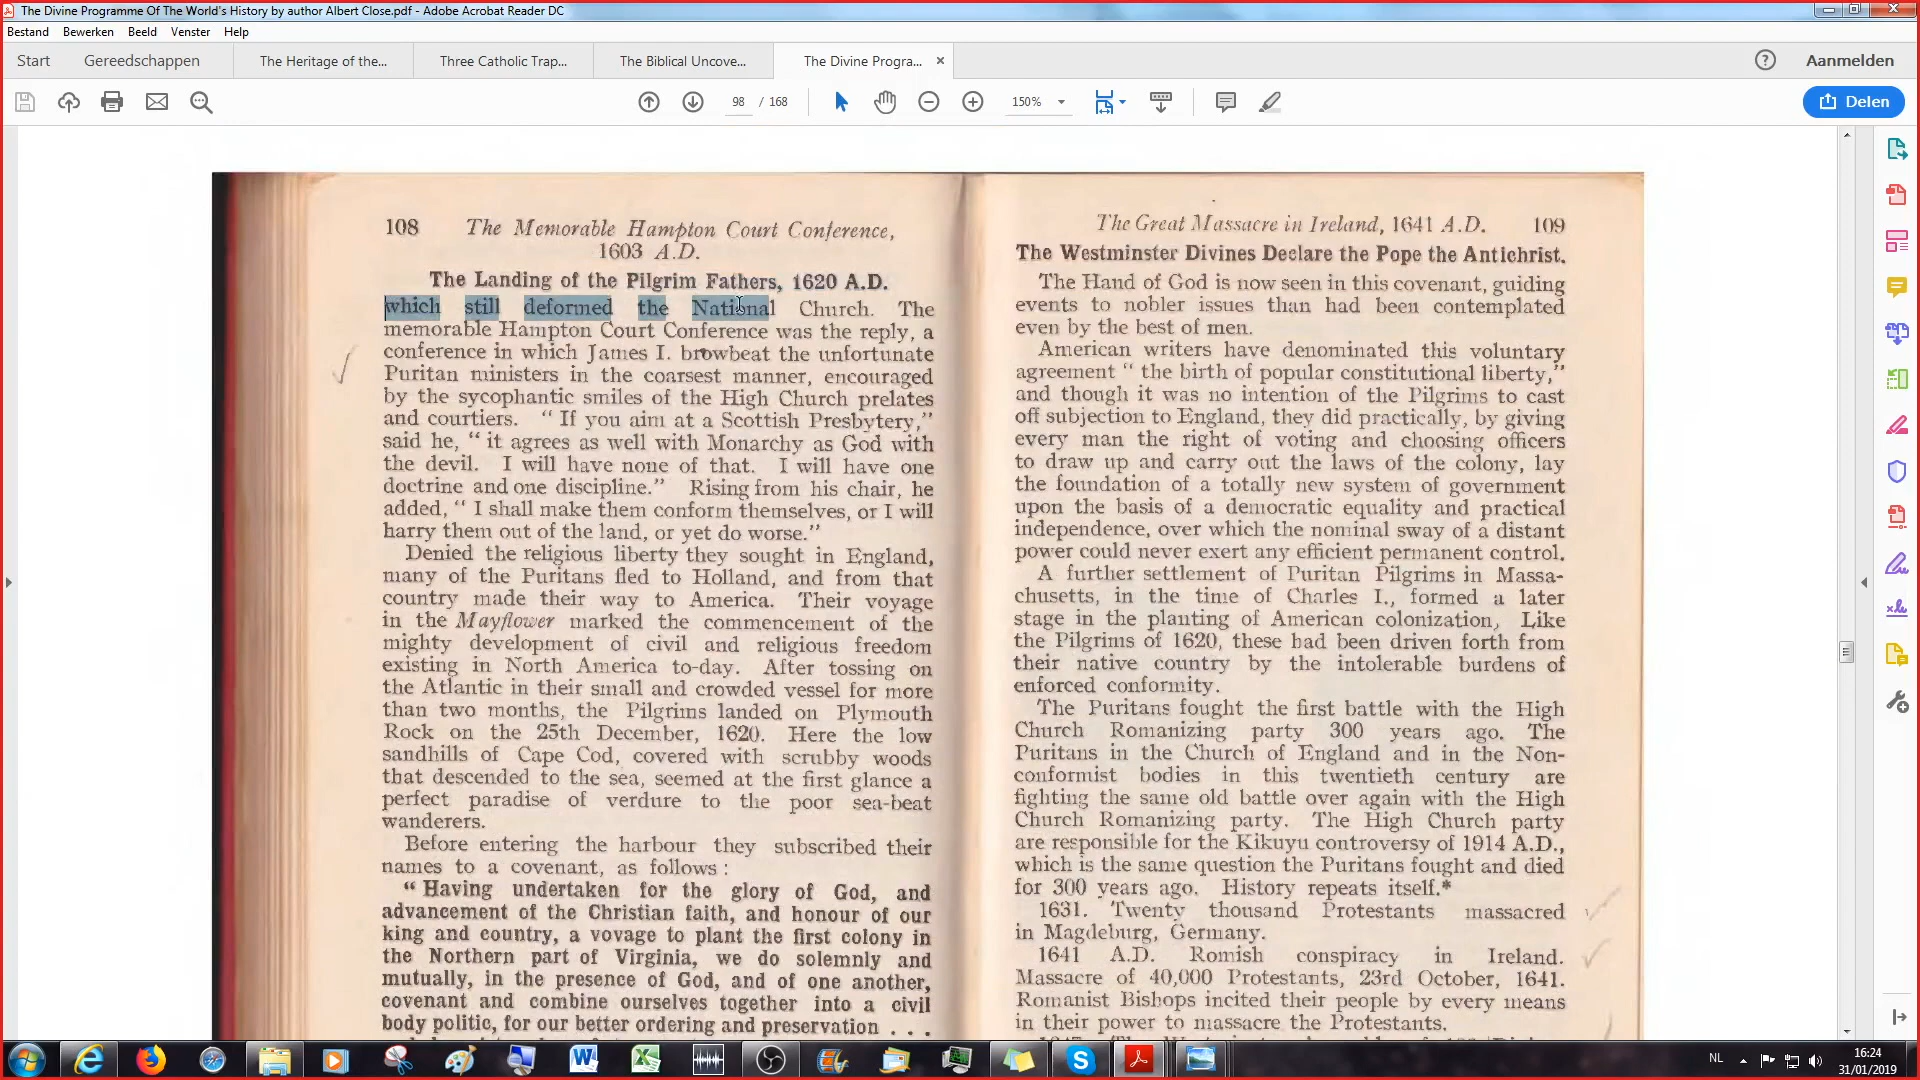 The Divine Programme Of The World's History by author Albert Close.pdf - Adobe Acrobat Reader DC
Bestand Bewerken Beeld Venster Help
Start Gereedschappen The Heritage of the... Three Catholic Trap... The Biblical Uncove... The Divine Progra... Aanmelden
98 / 168 150% Delen
108 The Memorable Hampton Court Conference,
1603 A.D.
The Landing of the Pilgrim Fathers, 1620 A.D.
which still deformed the National Church. The
memorable Hampton Court Conference was the reply, a
conference in which James I. browbeat the unfortunate
Puritan ministers in the coarsest manner, encouraged
by the sycophantic smiles of the High Church prelates
and courtiers. " If you aim at a Scottish Presbytery,"
said he, " it agrees as well with Monarchy as God with
the devil. I will have none of that. I will have one
doctrine and one discipline." Rising from his chair, he
added, " I shall make them conform themselves, or I will
harry them out of the land, or yet do worse."
Denied the religious liberty they sought in England,
many of the Puritans fled to Holland, and from that
country made their way to America. Their voyage
in the Mayflower marked the commencement of the
mighty development of civil and religious freedom
existing in North America to-day. After tossing on
the Atlantic in their small and crowded vessel for more
than two months, the Pilgrims landed on Plymouth
Rock on the 25th December, 1620. Here the low
sandhills of Cape Cod, covered with scrubby woods
that descended to the sea, seemed at the first glance a
perfect paradise of verdure to the poor sea-beat
wanderers.
Before entering the harbour they subscribed their
names to a covenant, as follows :
" Having undertaken for the glory of God, and
advancement of the Christian faith, and honour of our
king and country, a voyage to plant the first colony in
the Northern part of Virginia, we do solemnly and
mutually, in the presence of God, and of one another,
covenant and combine ourselves together into a civil
body politic, for our better ordering and preservation . . .
The Great Massacre in Ireland, 1641 A.D. 109
The Westminster Divines Declare the Pope the Antichrist.
The Hand of God is now seen in this covenant, guiding
events to nobler issues than had been contemplated
even by the best of men.
American writers have denominated this voluntary
agreement " the birth of popular constitutional liberty,"
and though it was no intention of the Pilgrims to cast
off subjection to England, they did practically, by giving
every man the right of voting and choosing officers
to draw up and carry out the laws of the colony, lay
the foundation of a totally new system of government
upon the basis of a democratic equality and practical
independence, over which the nominal sway of a distant
power could never exert any efficient permanent control.
A further settlement of Puritan Pilgrims in Massa-
chusetts, in the time of Charles I., formed a later
stage in the planting of American colonization, Like
the Pilgrims of 1620, these had been driven forth from
their native country by the intolerable burdens of
enforced conformity.
The Puritans fought the first battle with the High
Church Romanizing party 300 years ago. The
Puritans in the Church of England and in the Non-
conformist bodies in this twentieth century are
fighting the same old battle over again with the High
Church Romanizing party. The High Church party
are responsible for the Kikuyu controversy of 1914 A.D.,
which is the same question the Puritans fought and died
for 300 years ago. History repeats itself.*
1631. Twenty thousand Protestants massacred
in Magdeburg, Germany.
1641 A.D. Romish conspiracy in Ireland.
Massacre of 40,000 Protestants, 23rd October, 1641.
Romanist Bishops incited their people by every means
in their power to massacre the Protestants.
NL 16:24
31/01/2019